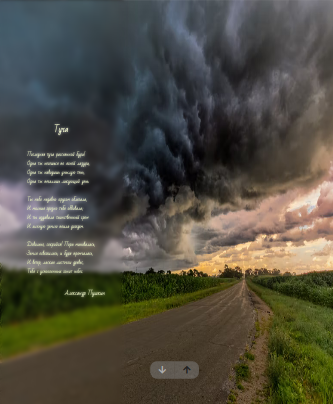 Туча
Последняя туча рассеянной бури!
Одна ты несёшься по ясной лазури,
Одна ты наводишь унылую тень,
Одна ты печалишь ликующий день.
Ты небо недавно кругом облегала,
И молния грозно тебя обвивала;
И ты издавала таинственный гром
И алчную землю поила дождём.
Довольно, сокройся! Пора миновалась,
Земля освежилась, и буря промчалась,
И ветер, лаская листочки древес,
Тебя с успокоенных гонит небес.
Александр Пушкин